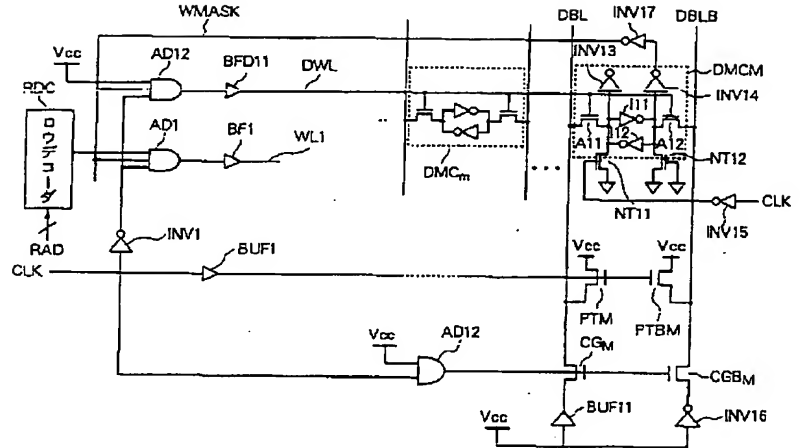 WMASK
DBL
INV17
DBLB
Vcc
AD12
INV13
BFD11
DWL
DMCM
RDC
INV14
ロウデコーダ
AD1
BF1
WL1
I11
I12
A11
A12
NT12
DMCm
NT11
CLK
INV15
RAD
INV1
BUF1
CLK
Vcc
Vcc
PTM
PTBM
Vcc
AD12
CGM
CGBM
BUF11
INV16
Vcc